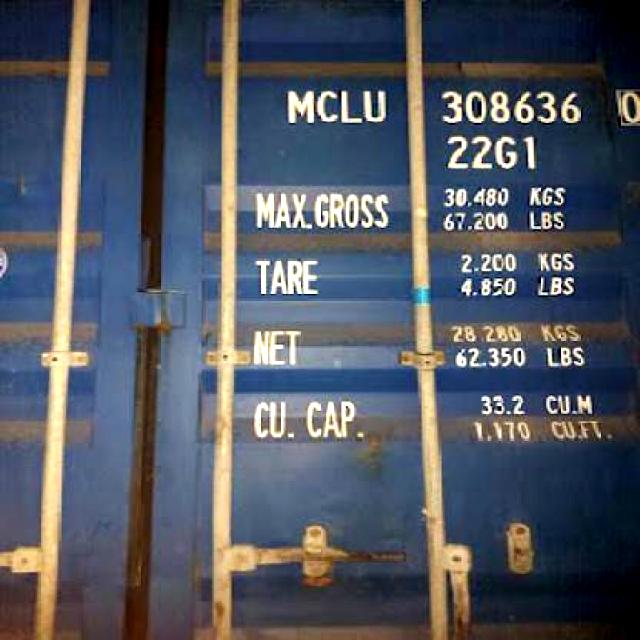 MCLU 308636 0
22G1
MAX.GROSS 30.480 KGS
67.200 LBS
TARE 2.200 KGS
4.850 LBS
NET 28 280 KGS
62.350 LBS
CU. CAP. 33.2 CU.M
1.170 CU.FT.